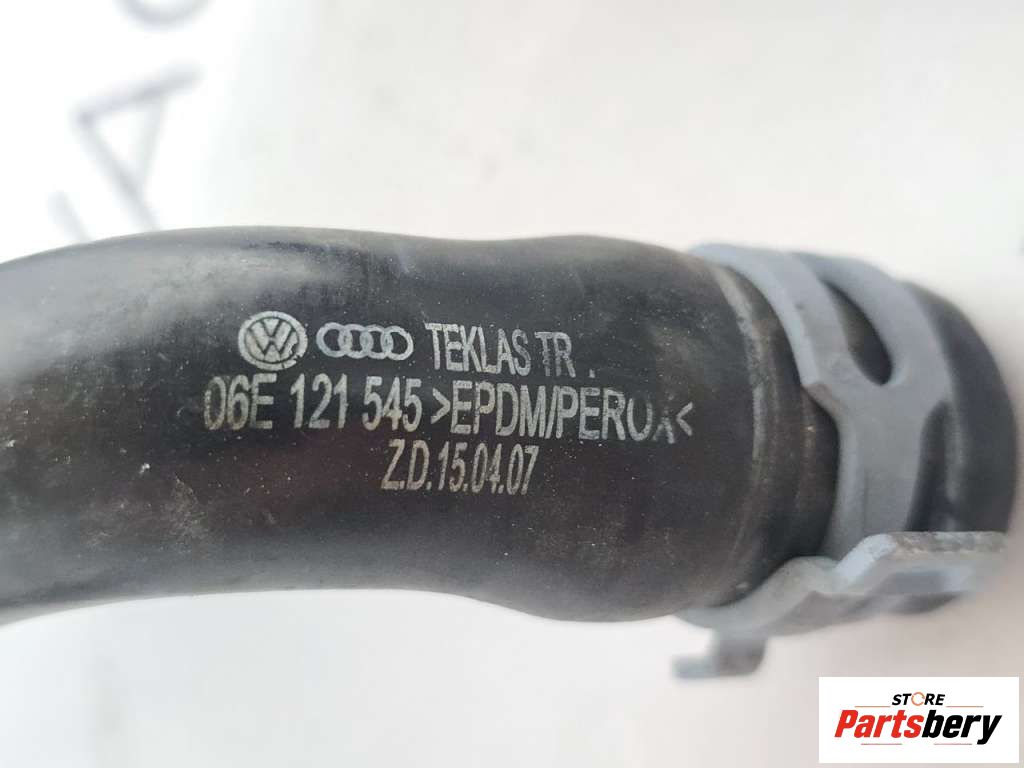 TEKLAS TR .
06E 121 545 >EPDM/PEROX<
Z.D.15.04.07
STORE
Partsbery